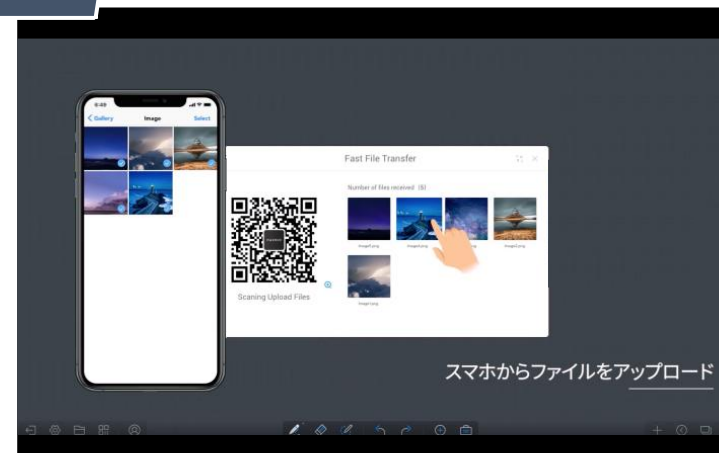 6:49
Gallery
Image
Select
Fast File Transfer
Number of files received (5)
Scaning Upload Files
スマホからファイルをアップロード